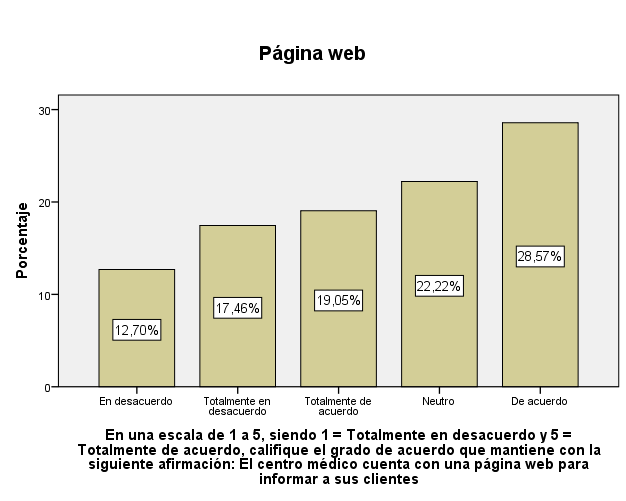 Página web
Porcentaje
30
20
10
0
12,70%
17,46%
19,05%
22,22%
28,57%
En desacuerdo
Totalmente en
desacuerdo
Totalmente de
acuerdo
Neutro
De acuerdo
En una escala de 1 a 5, siendo 1 = Totalmente en desacuerdo y 5 =
Totalmente de acuerdo, califique el grado de acuerdo que mantiene con la
siguiente afirmación: El centro médico cuenta con una página web para
informar a sus clientes